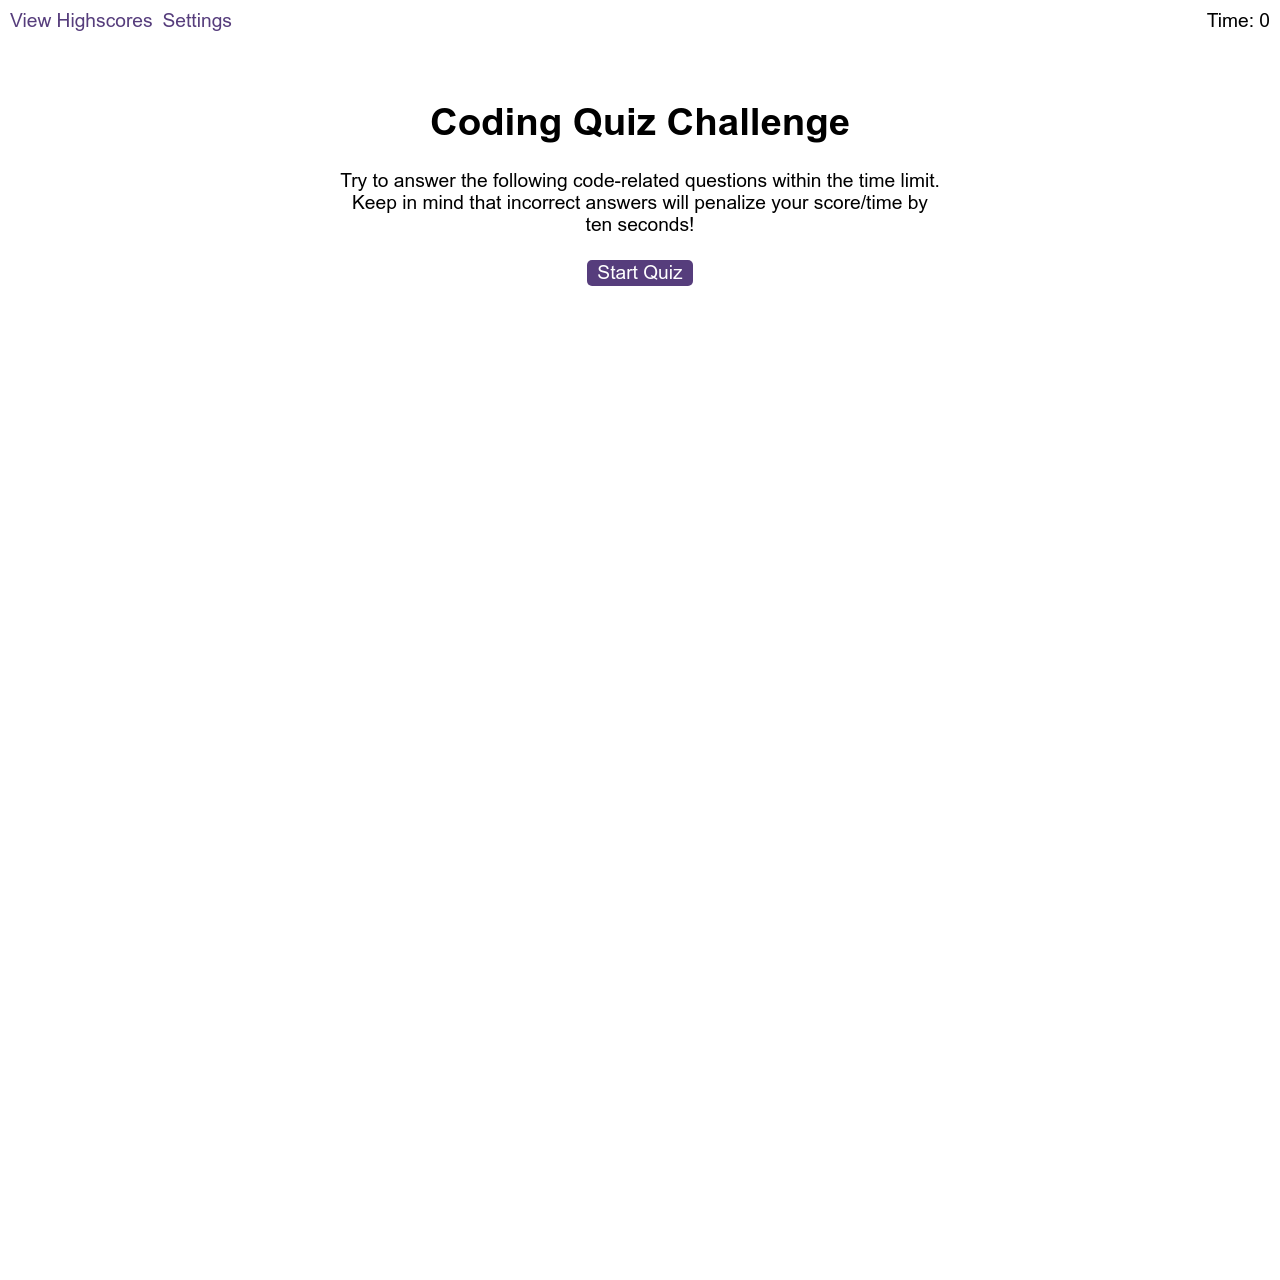 View Highscores Settings Time: 0
Coding Quiz Challenge
Try to answer the following code-related questions within the time limit.
Keep in mind that incorrect answers will penalize your score/time by
ten seconds!
Start Quiz